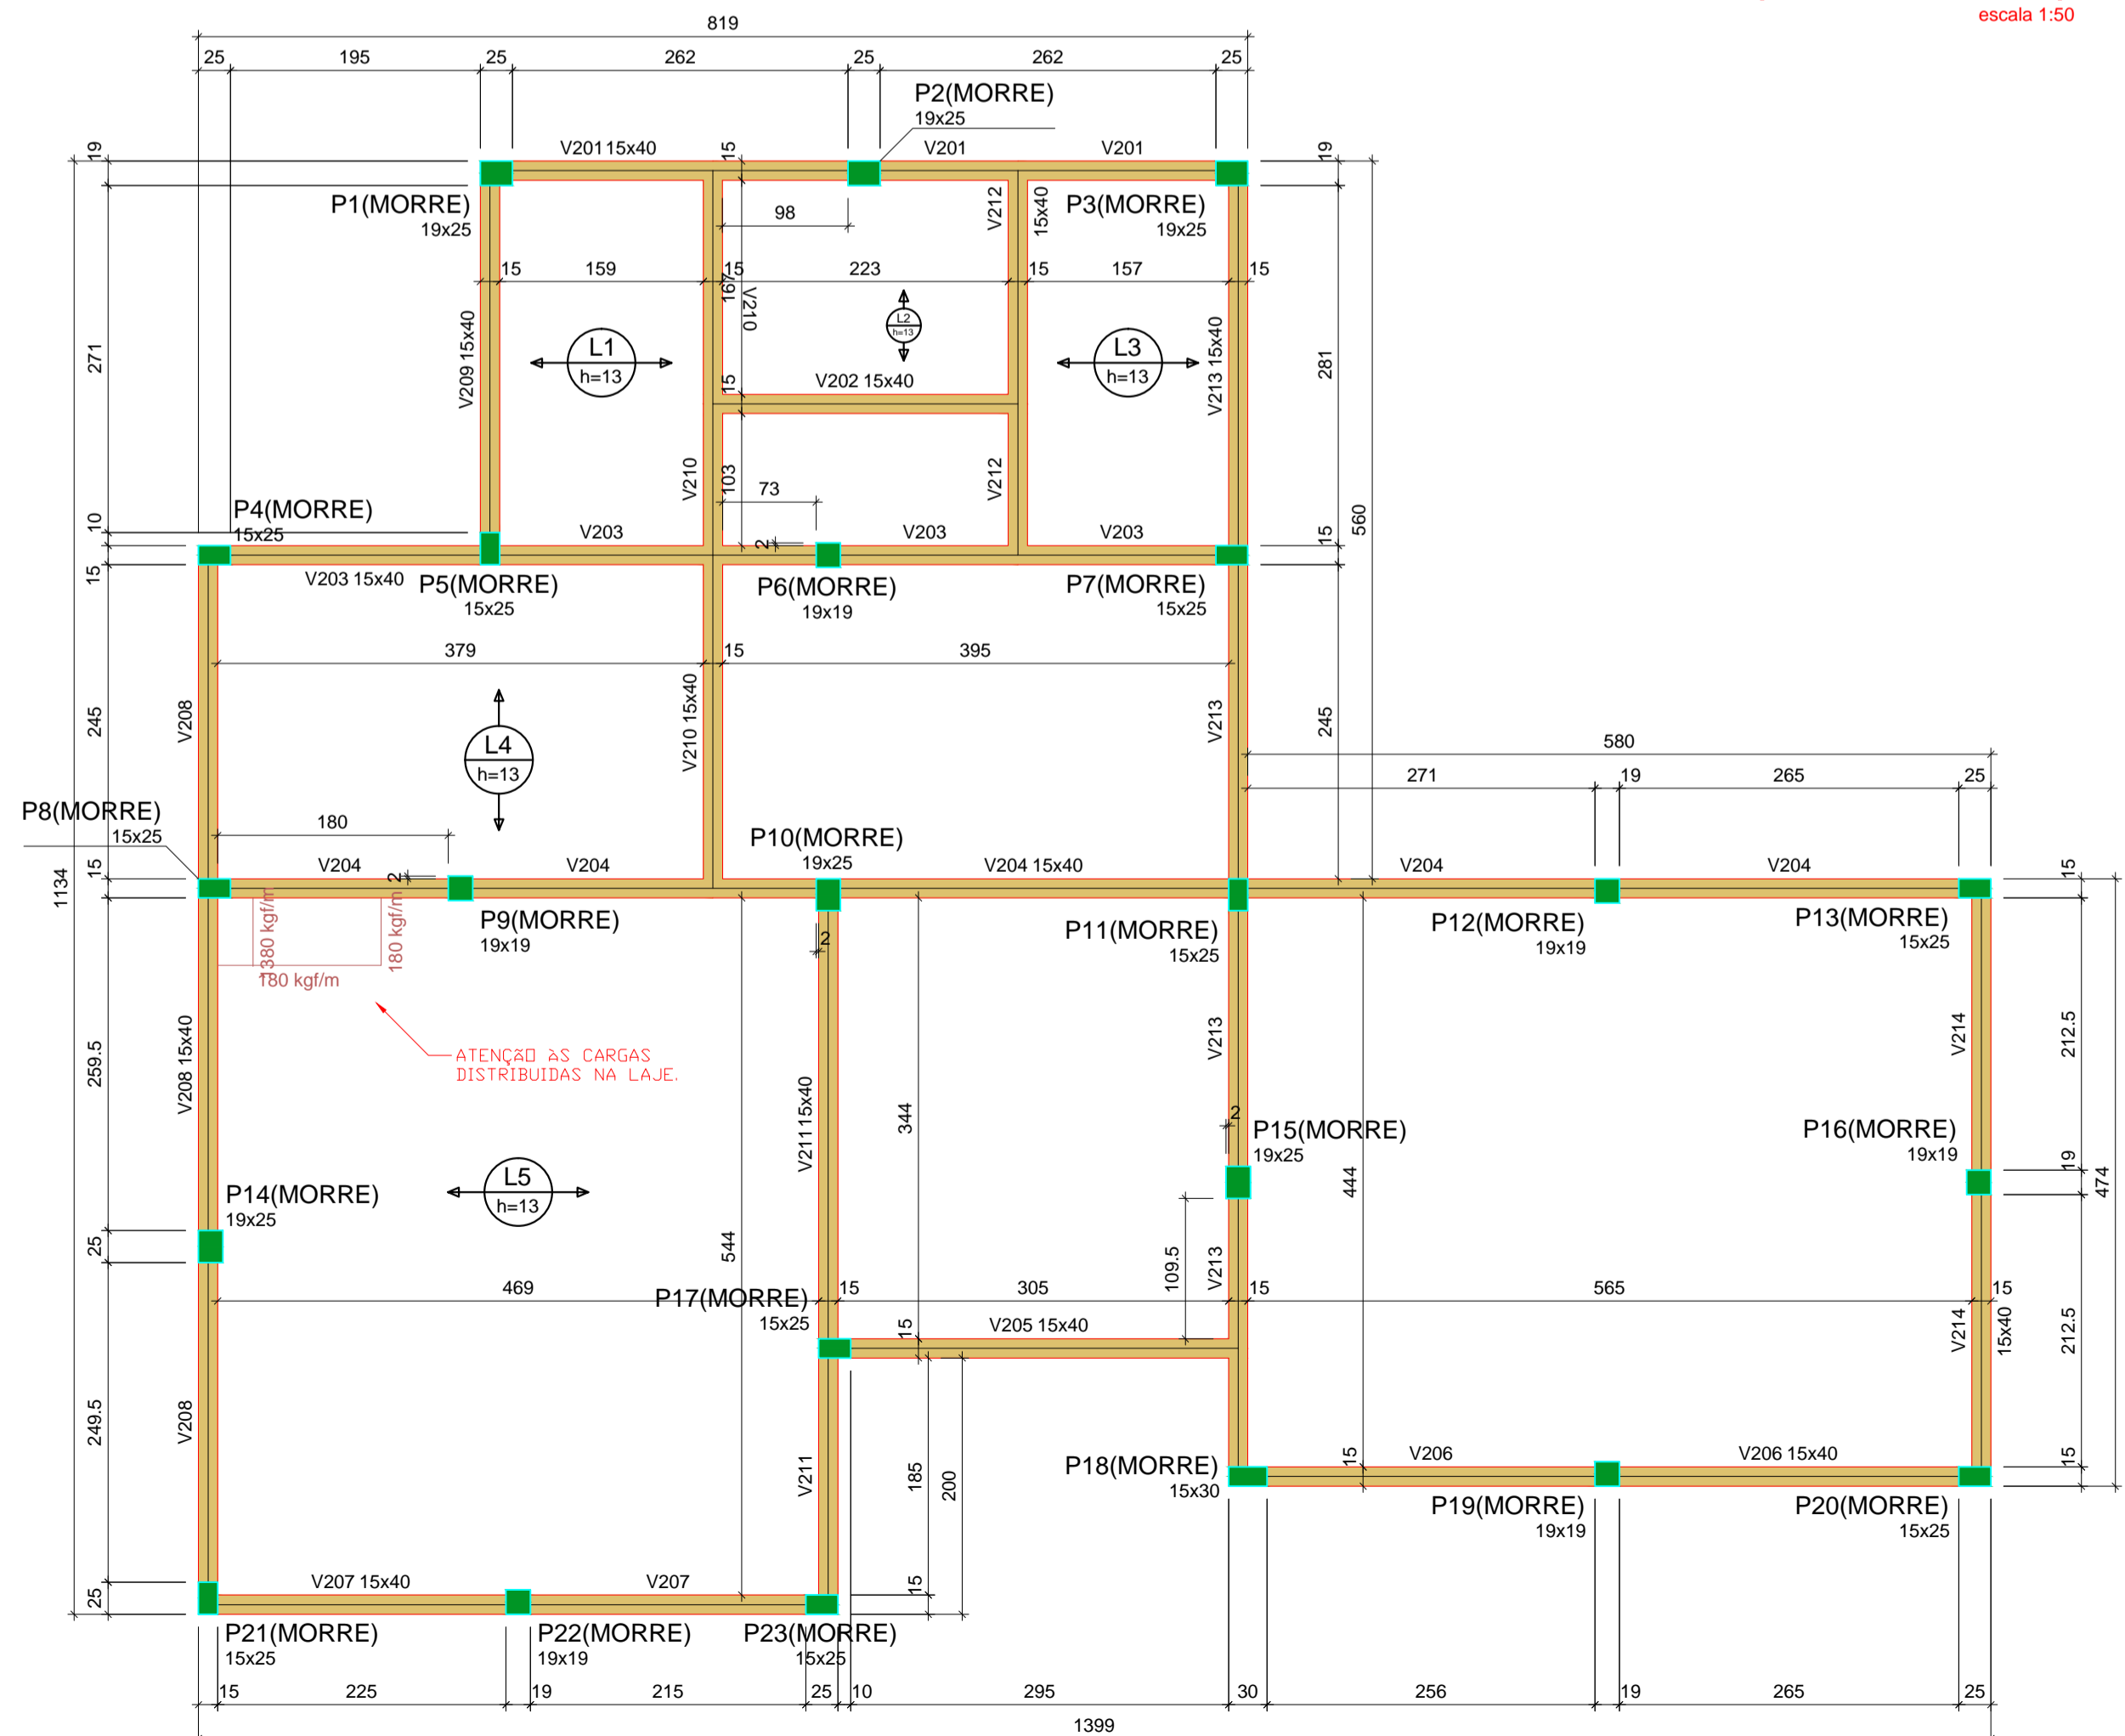 escala 1:50
819
25 195 25 262 25 262 25
P2(MORRE)
19x25
V201 15x40
15
V201
V201
19
19
P1(MORRE)
19x25
98
V212
15x40
P3(MORRE)
19x25
15 159 15 223 15 157 15
167
V210
V209 15x40
L1
h=13
L2
h=13
L3
h=13
V213 15x40
271
281
15
V202 15x40
V210
103
73
V212
560
P4(MORRE)
15x25
10
V203
2
V203
V203
15
15
V203 15x40
P5(MORRE)
15x25
P6(MORRE)
19x19
P7(MORRE)
15x25
379 15 395
245
V208
L4
h=13
V210 15x40
V213
245
580
271 19 265 25
P8(MORRE)
15x25
180
P10(MORRE)
19x25
15
V204
2
V204
V204 15x40
V204
V204
15
1134
1380 kgf/m
180 kgf/m
180 kgf/m
P9(MORRE)
19x19
2
P11(MORRE)
15x25
P12(MORRE)
19x19
P13(MORRE)
15x25
ATENÇÃO àS CARGAS
DISTRIBUIDAS NA LAJE.
259.5
V208 15x40
V211 15x40
344
V213
V214
212.5
2
P15(MORRE)
19x25
P16(MORRE)
19x19
19
444
474
L5
h=13
P14(MORRE)
19x25
25
544
109.5
V213
469 15 305 15 565 15
P17(MORRE)
15x25
15
V205 15x40
V214
15x40
212.5
249.5
V208
V211
185
200
P18(MORRE)
15x30
15
V206
V206 15x40
15
P19(MORRE)
19x19
P20(MORRE)
15x25
25
V207 15x40
V207
15
P21(MORRE)
15x25
P22(MORRE)
19x19
P23(MORRE)
15x25
15 225 19 215 25 10 295 30 256 19 265 25
1399